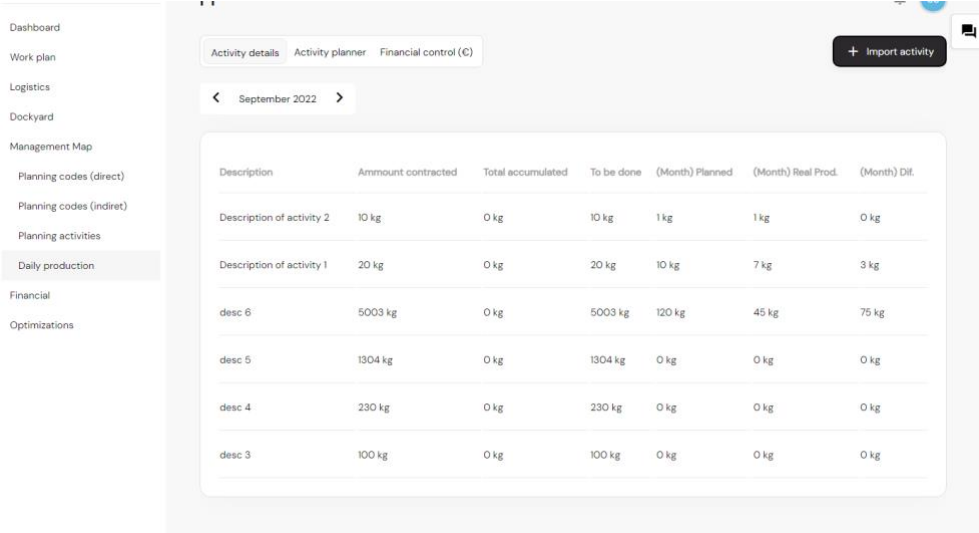 Dashboard
Work plan
Logistics
Dockyard
Management Map
Planning codes (direct)
Planning codes (indiret)
Planning activities
Daily production
Financial
Optimizations
Activity details Activity planner Financial control (€)
+ Import activity
September 2022
Description Ammount contracted Total accumulated To be done (Month) Planned (Month) Real Prod. (Month) Dif.
Description of activity 2 10 kg 0 kg 10 kg 1 kg 1 kg 0 kg
Description of activity 1 20 kg 0 kg 20 kg 10 kg 7 kg 3 kg
desc 6 5003 kg 0 kg 5003 kg 120 kg 45 kg 75 kg
desc 5 1304 kg 0 kg 1304 kg 0 kg 0 kg 0 kg
desc 4 230 kg 0 kg 230 kg 0 kg 0 kg 0 kg
desc 3 100 kg 0 kg 100 kg 0 kg 0 kg 0 kg